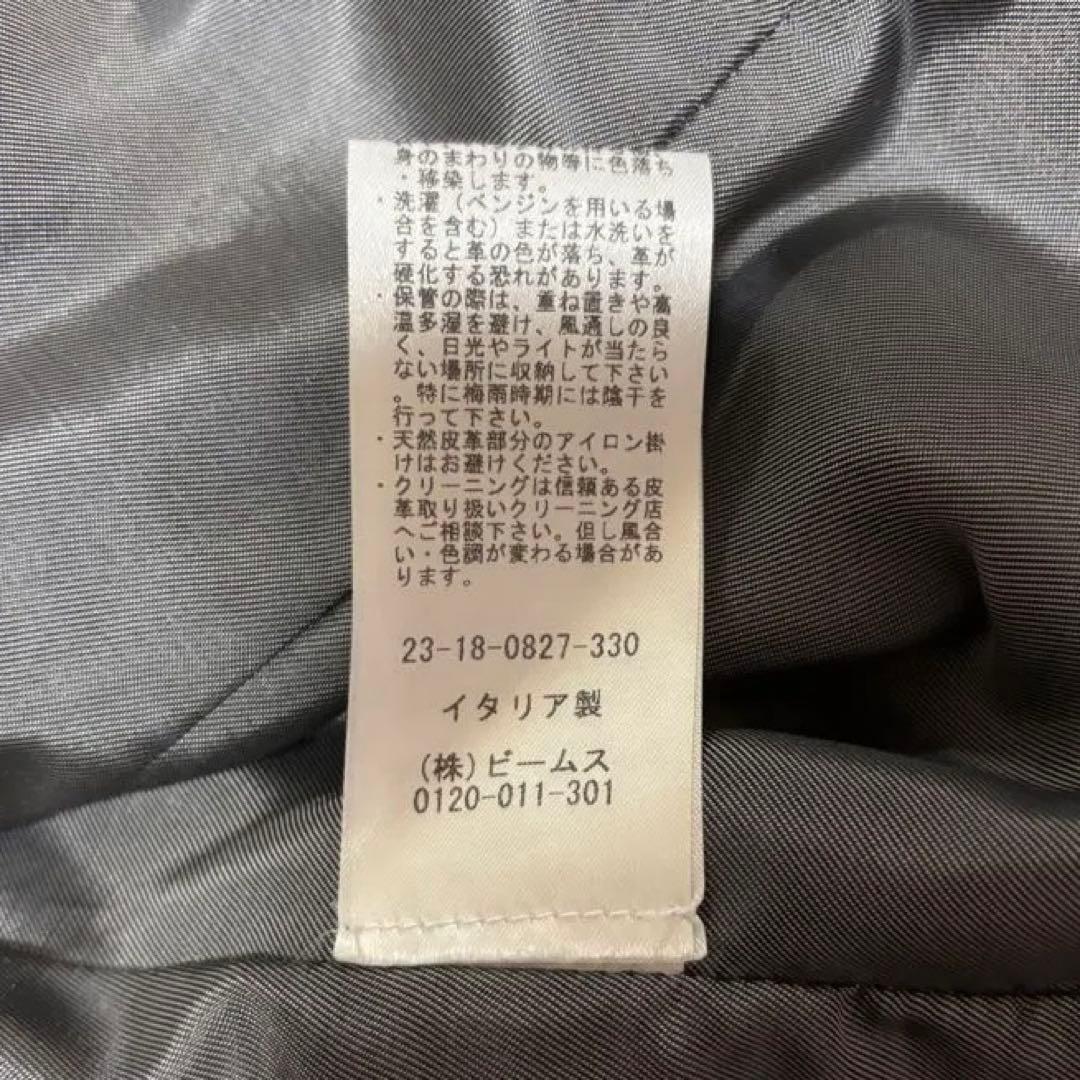 身のまわりの物等に色落ち
・移染します。
・洗濯(ベンジンを用いる場
合を含む)または水洗いを
すると革の色が落ち、革が
硬化する恐れがあります。
・保管の際は、重ね置きや高
温多湿を避け、風通しの良
く、日光やライトが当たら
ない場所に収納して下さい
。特に梅雨時期には陰干を
行って下さい。
・天然皮革部分のアイロン掛
けはお避けください。
・クリーニングは信頼ある皮
革取り扱いクリーニング店
へご相談下さい。但し風合
い・色調が変わる場合があ
ります。
23-18-0827-330
イタリア製
(株)ビームス
0120-011-301